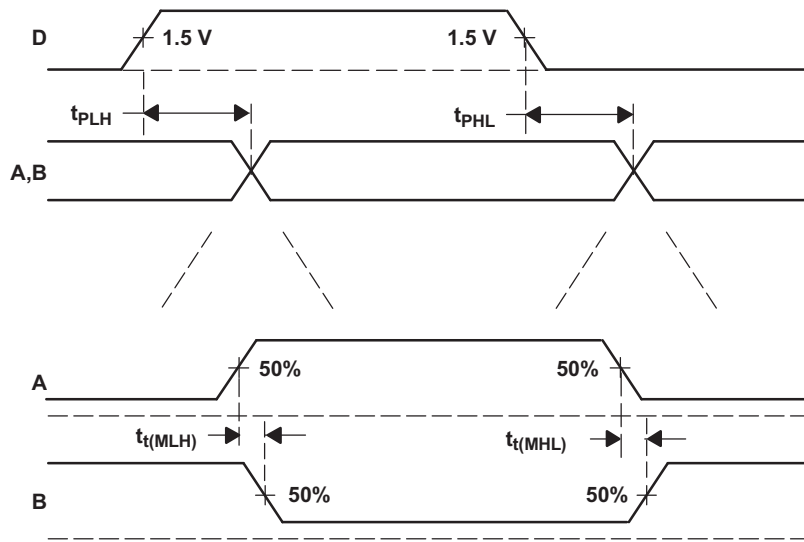 D
1.5 V 1.5 V
tPLH tPHL
A,B
A
50% 50%
tt(MLH) tt(MHL)
B
50% 50%